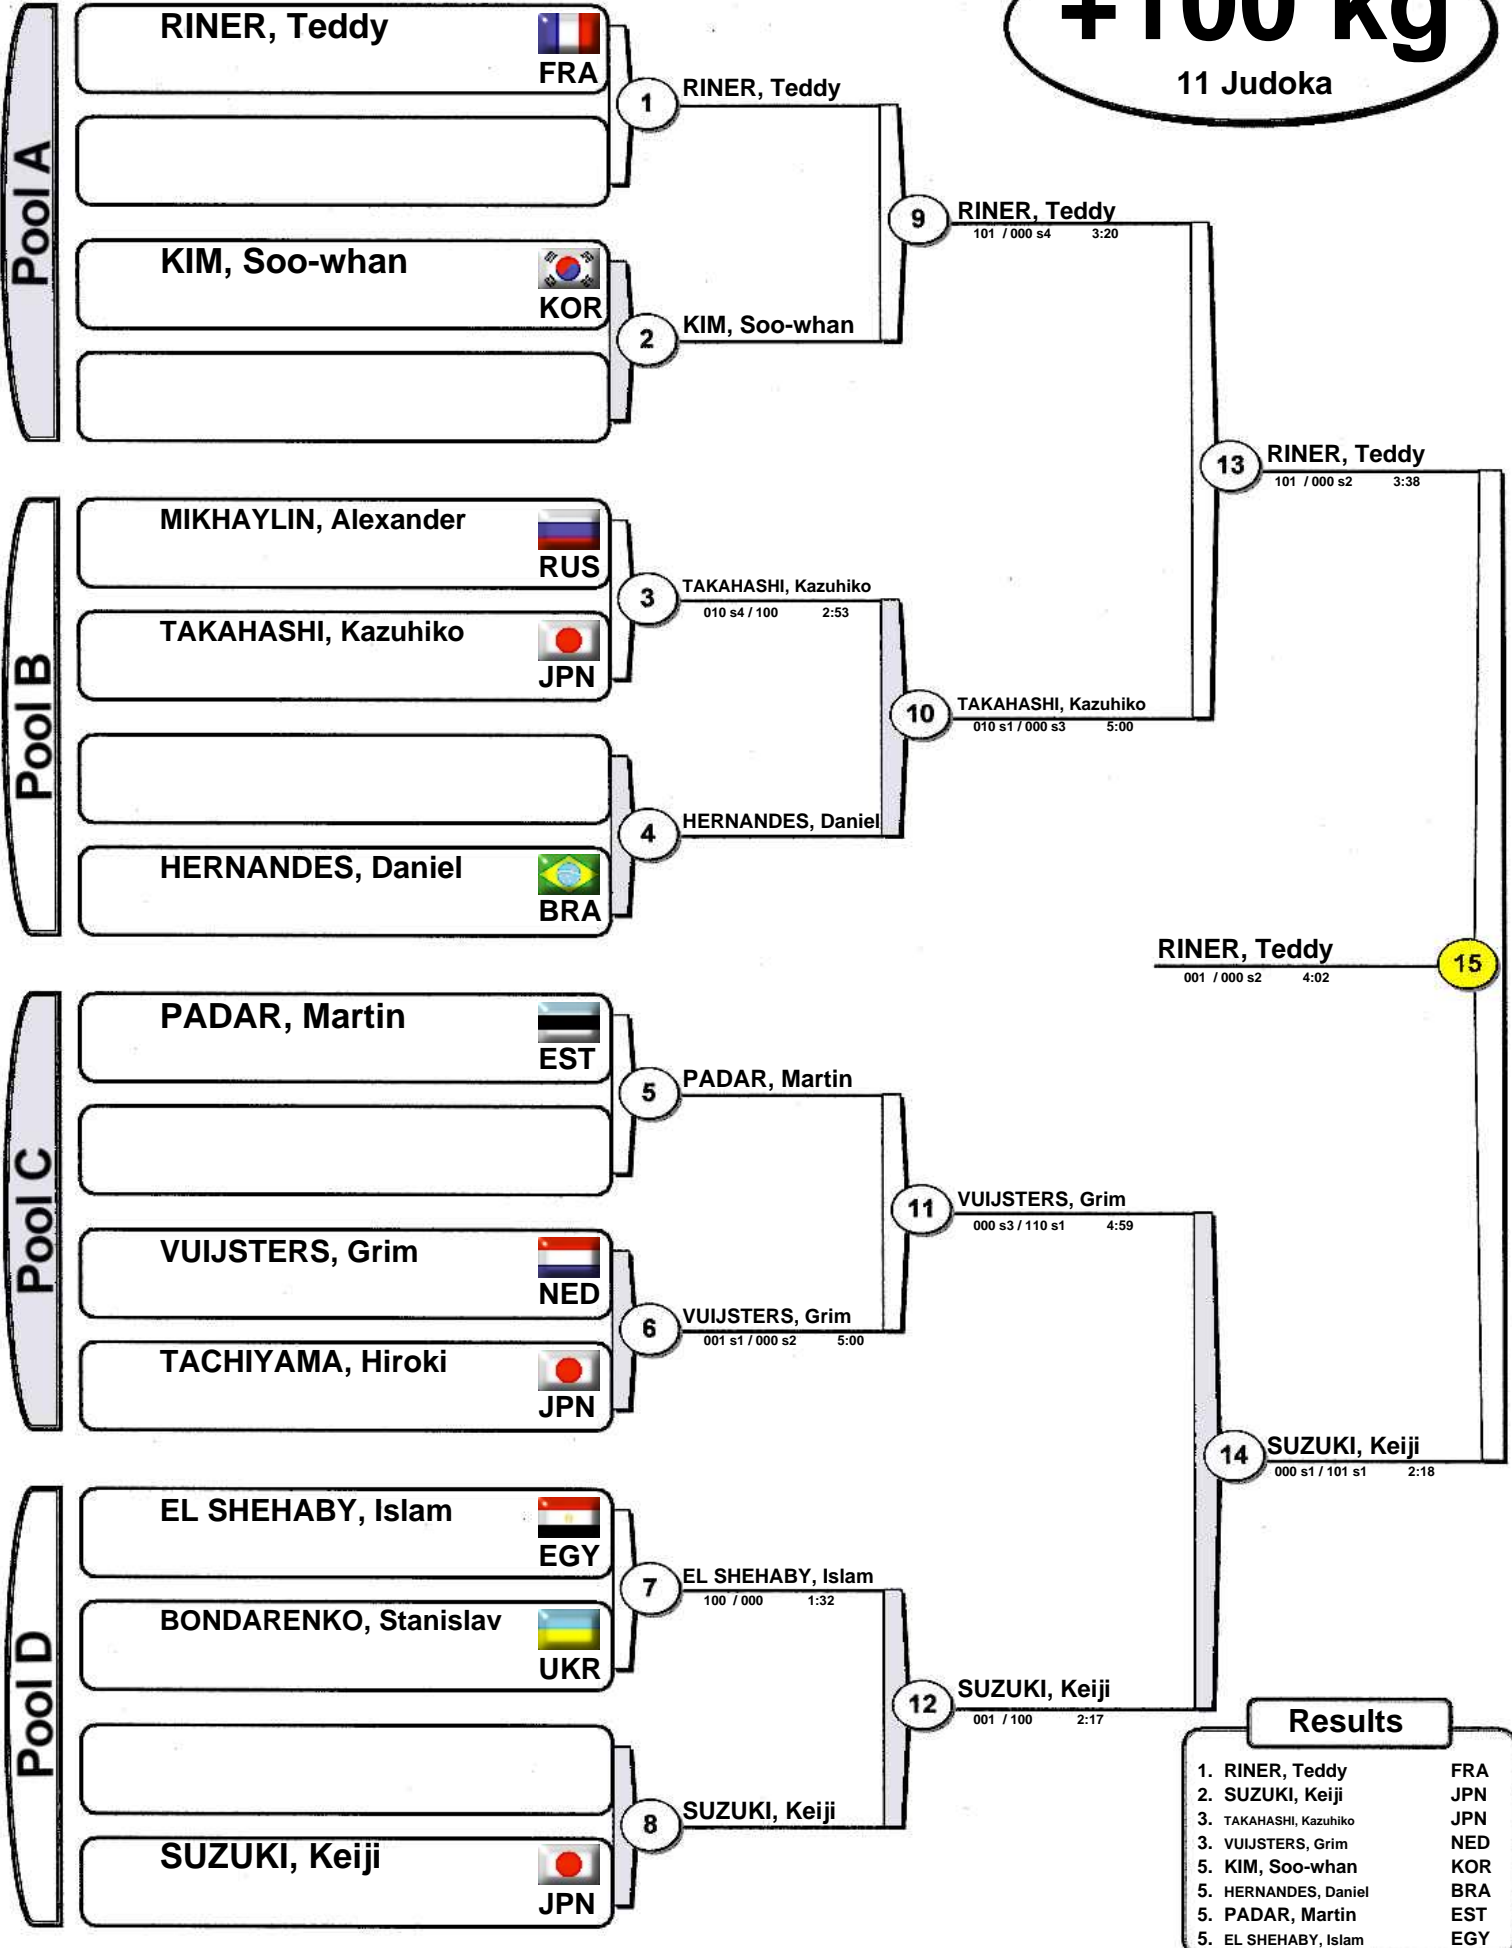 +100 kg
11 Judoka
Pool A
RINER, Teddy
FRA
1
RINER, Teddy
KIM, Soo-whan
KOR
2
KIM, Soo-whan
9
RINER, Teddy
101 / 000 s4 3:20
Pool B
MIKHAYLIN, Alexander
RUS
TAKAHASHI, Kazuhiko
JPN
3
TAKAHASHI, Kazuhiko
010 s4 / 100 2:53
HERNANDES, Daniel
BRA
4
HERNANDES, Daniel
10
TAKAHASHI, Kazuhiko
010 s1 / 000 s3 5:00
13
RINER, Teddy
101 / 000 s2 3:38
RINER, Teddy
001 / 000 s2 4:02
15
Pool C
PADAR, Martin
EST
5
PADAR, Martin
VUIJSTERS, Grim
NED
TACHIYAMA, Hiroki
JPN
6
VUIJSTERS, Grim
001 s1 / 000 s2 5:00
11
VUIJSTERS, Grim
000 s3 / 110 s1 4:59
Pool D
EL SHEHABY, Islam
EGY
BONDARENKO, Stanislav
UKR
7
EL SHEHABY, Islam
100 / 000 1:32
SUZUKI, Keiji
JPN
8
SUZUKI, Keiji
12
SUZUKI, Keiji
001 / 100 2:17
14
SUZUKI, Keiji
000 s1 / 101 s1 2:18
Results
1. RINER, Teddy FRA
2. SUZUKI, Keiji JPN
3. TAKAHASHI, Kazuhiko JPN
3. VUIJSTERS, Grim NED
5. KIM, Soo-whan KOR
5. HERNANDES, Daniel BRA
5. PADAR, Martin EST
5. EL SHEHABY, Islam EGY